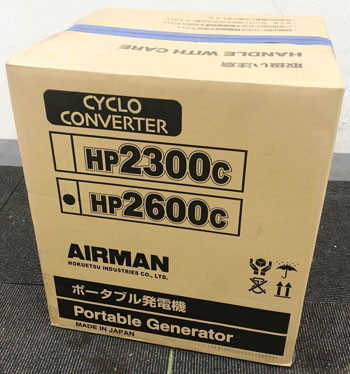 取扱い注意
HANDLE WITH CARE
CYCLO
CONVERTER
HP2300C
HP2600C
AIRMAN
HOKUETSU INDUSTRIES CO., LTD.
ポータブル発電機
Portable Generator
MADE IN JAPAN